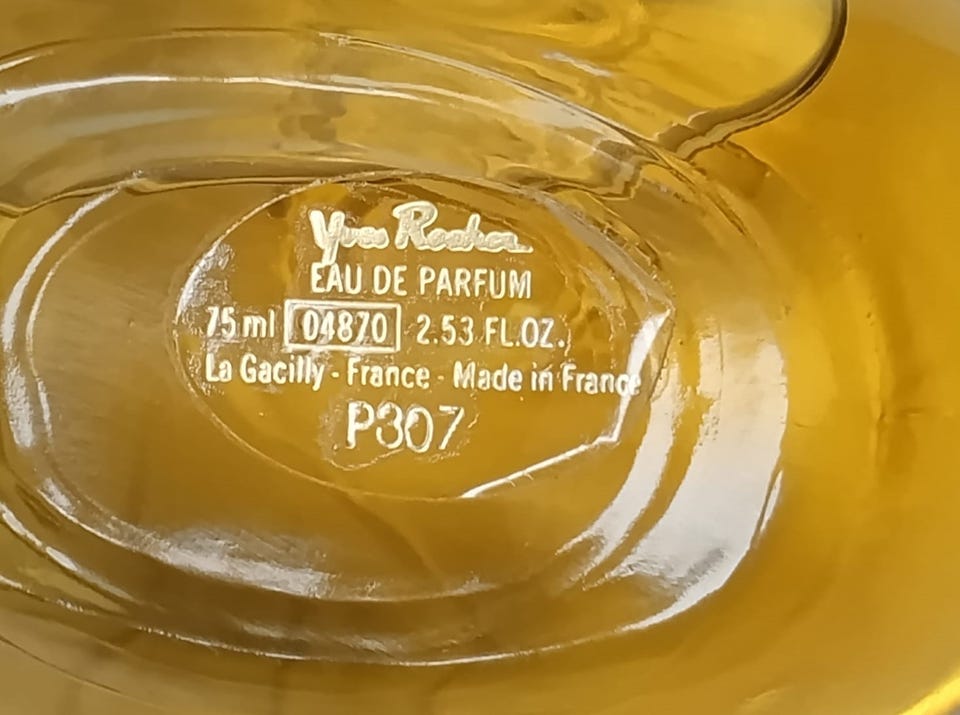 Yves Rocher
EAU DE PARFUM
75 ml 04870 2.53 FL.OZ.
La Gacilly - France - Made in France
P307